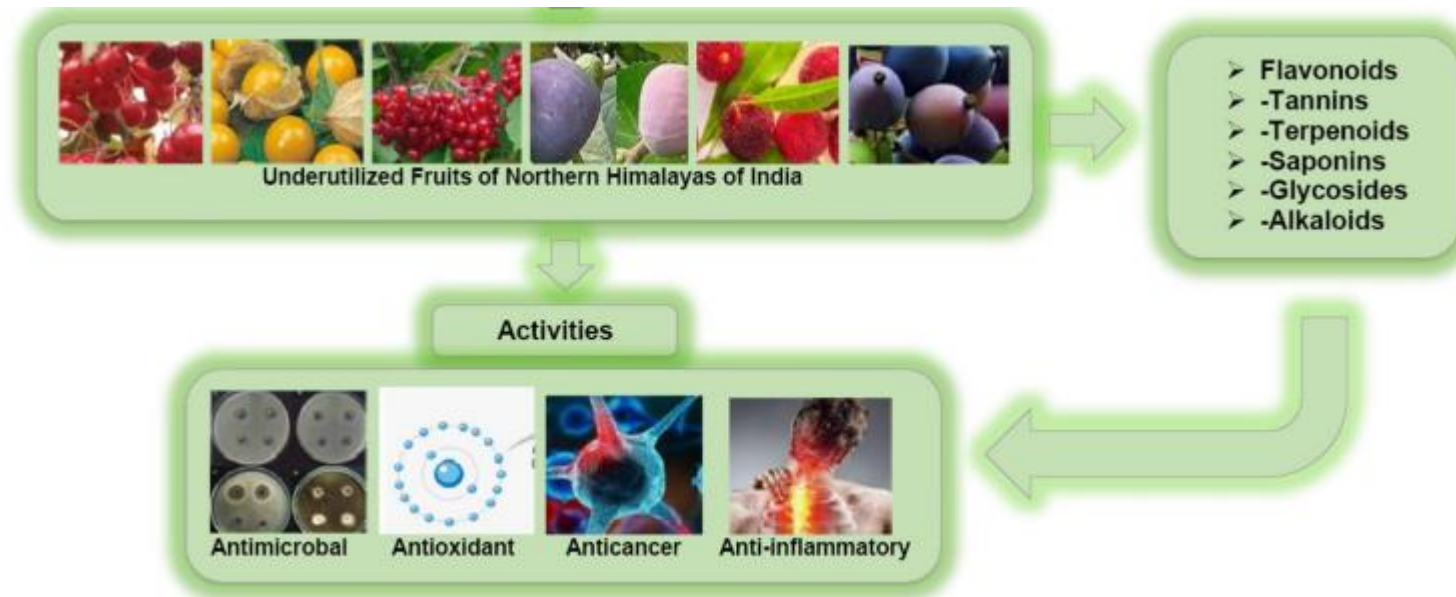 Underutilized Fruits of Northern Himalayas of India
➢ Flavonoids
➢ -Tannins
➢ -Terpenoids
➢ -Saponins
➢ -Glycosides
➢ -Alkaloids
Activities
Antimicrobal
Antioxidant
Anticancer
Anti-inflammatory